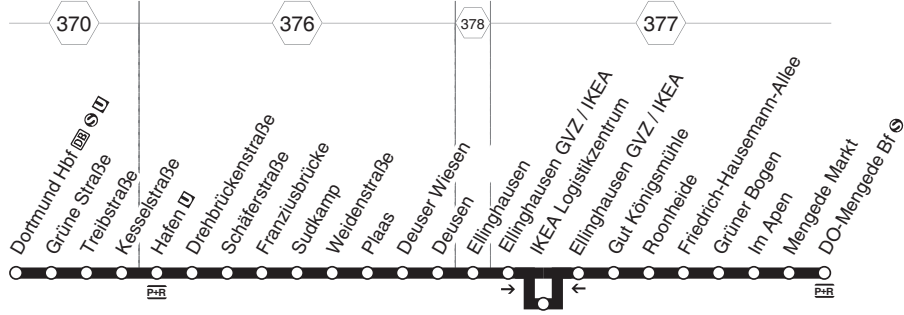 370
376
378
377
Dortmund Hbf DB S U
Grüne Straße
Treibstraße
Kesselstraße
Hafen U
Drehbrückenstraße
Schäferstraße
Franziusbrücke
Sudkamp
Weidenstraße
Plaas
Deuser Wiesen
Deusen
Ellinghausen
Ellinghausen GVZ / IKEA
IKEA Logistikzentrum
Ellinghausen GVZ / IKEA
Gut Königsmühle
Roonheide
Friedrich-Hausemann-Allee
Grüner Bogen
Im Apen
Mengede Markt
DO-Mengede Bf S
P+R
→ ←
P+R